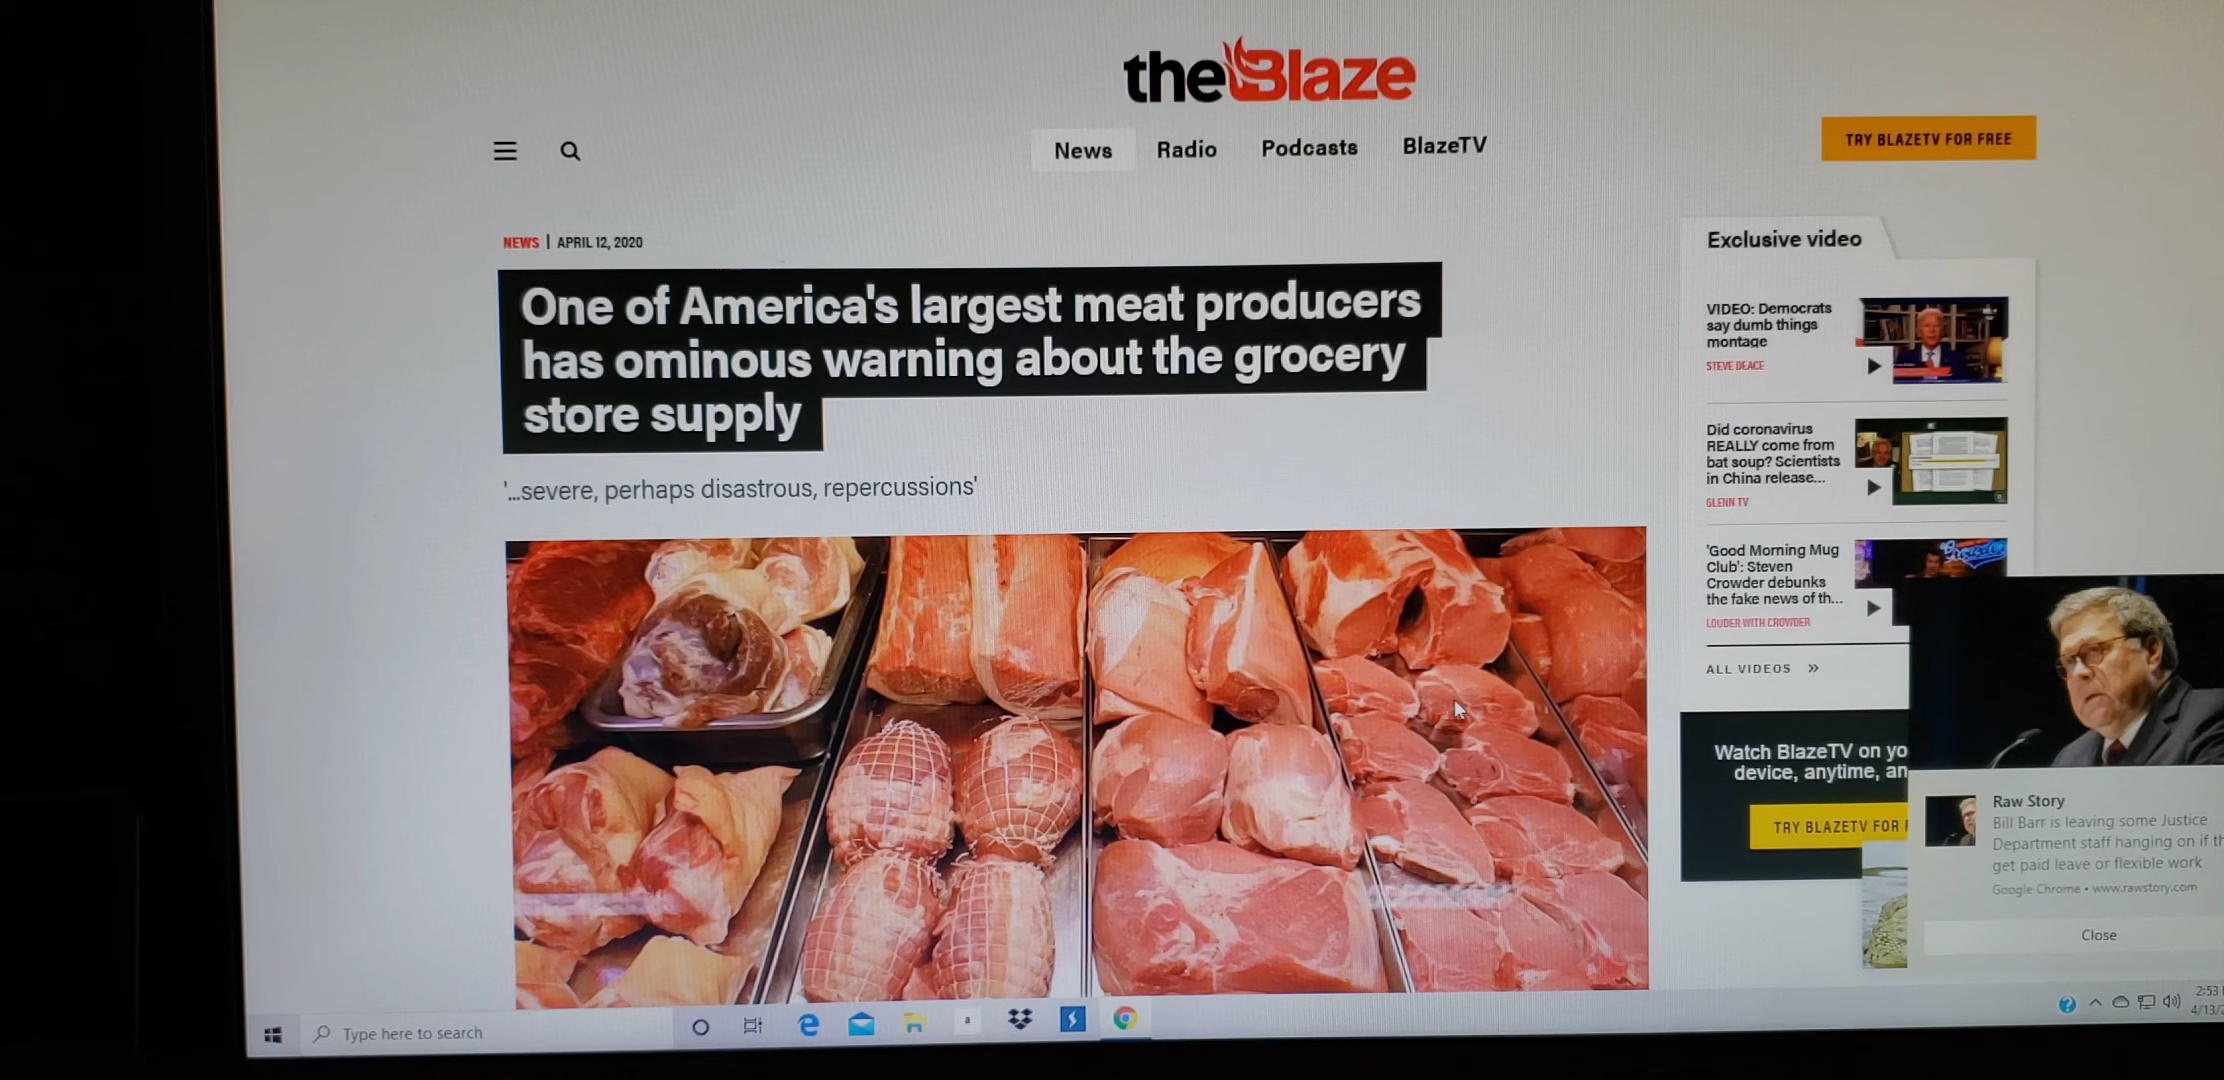 theBlaze
News Radio Podcasts BlazeTV
TRY BLAZETV FOR FREE
NEWS | APRIL 12, 2020
One of America's largest meat producers
has ominous warning about the grocery
store supply
'...severe, perhaps disastrous, repercussions'
Exclusive video
VIDEO: Democrats
say dumb things
montage
STEVE DEACE
Did coronavirus
REALLY come from
bat soup? Scientists
in China release...
GLENN TV
'Good Morning Mug
Club': Steven
Crowder debunks
the fake news of th...
LOUDER WITH CROWDER
ALL VIDEOS »
Watch BlazeTV on yo
device, anytime, an
TRY BLAZETV FOR
Raw Story
Bill Barr is leaving some Justice
Department staff hanging on if th
get paid leave or flexible work
Google Chrome • www.rawstory.com
Close
Type here to search
a
2:53
4/13/2